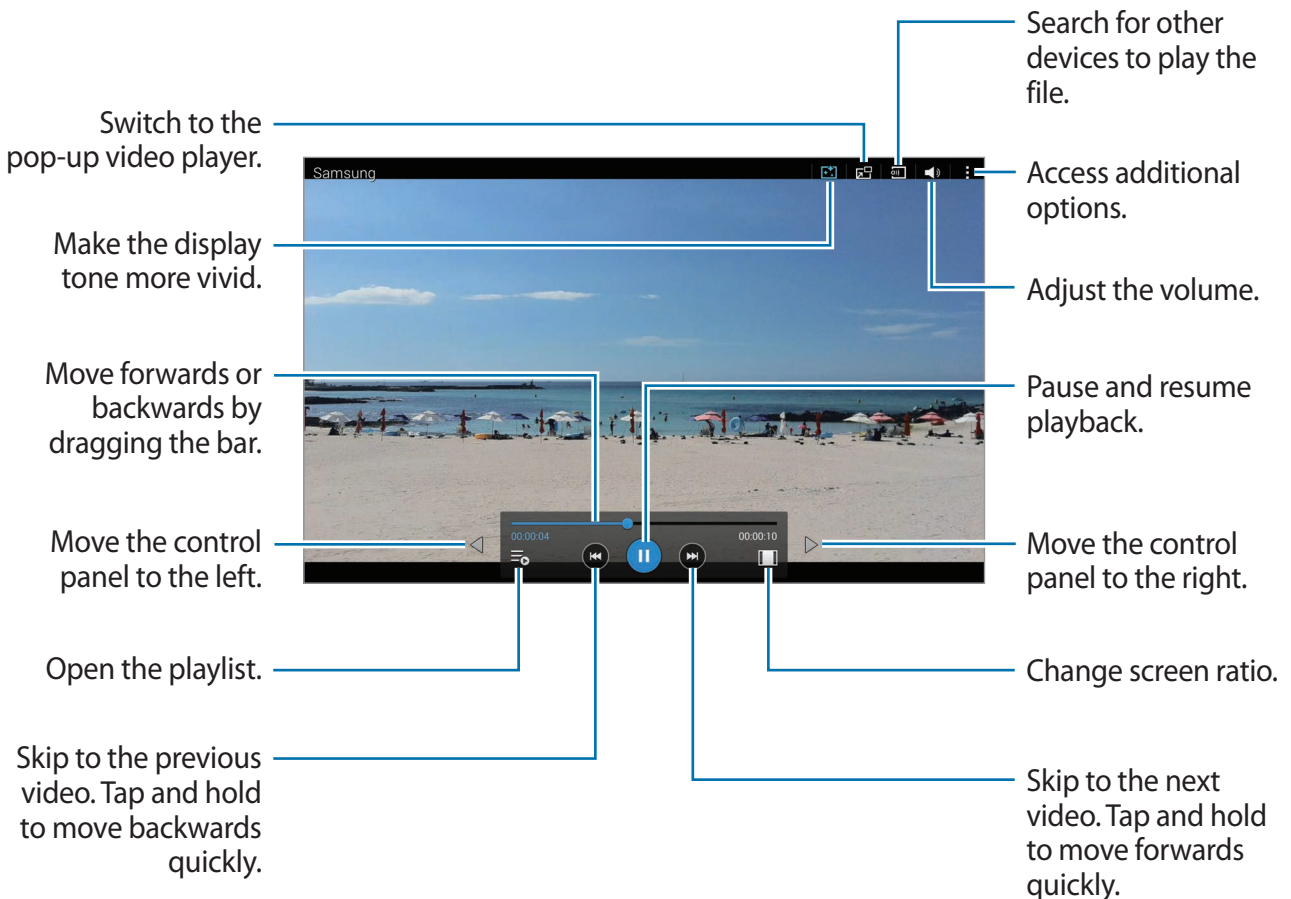 Search for other
devices to play the
file.
Switch to the
pop-up video player.
Samsung
Access additional
options.
Make the display
tone more vivid.
Adjust the volume.
Move forwards or
backwards by
dragging the bar.
Pause and resume
playback.
00:00:04
00:00:10
Move the control
panel to the left.
Move the control
panel to the right.
Open the playlist.
Change screen ratio.
Skip to the previous
video. Tap and hold
to move backwards
quickly.
Skip to the next
video. Tap and hold
to move forwards
quickly.